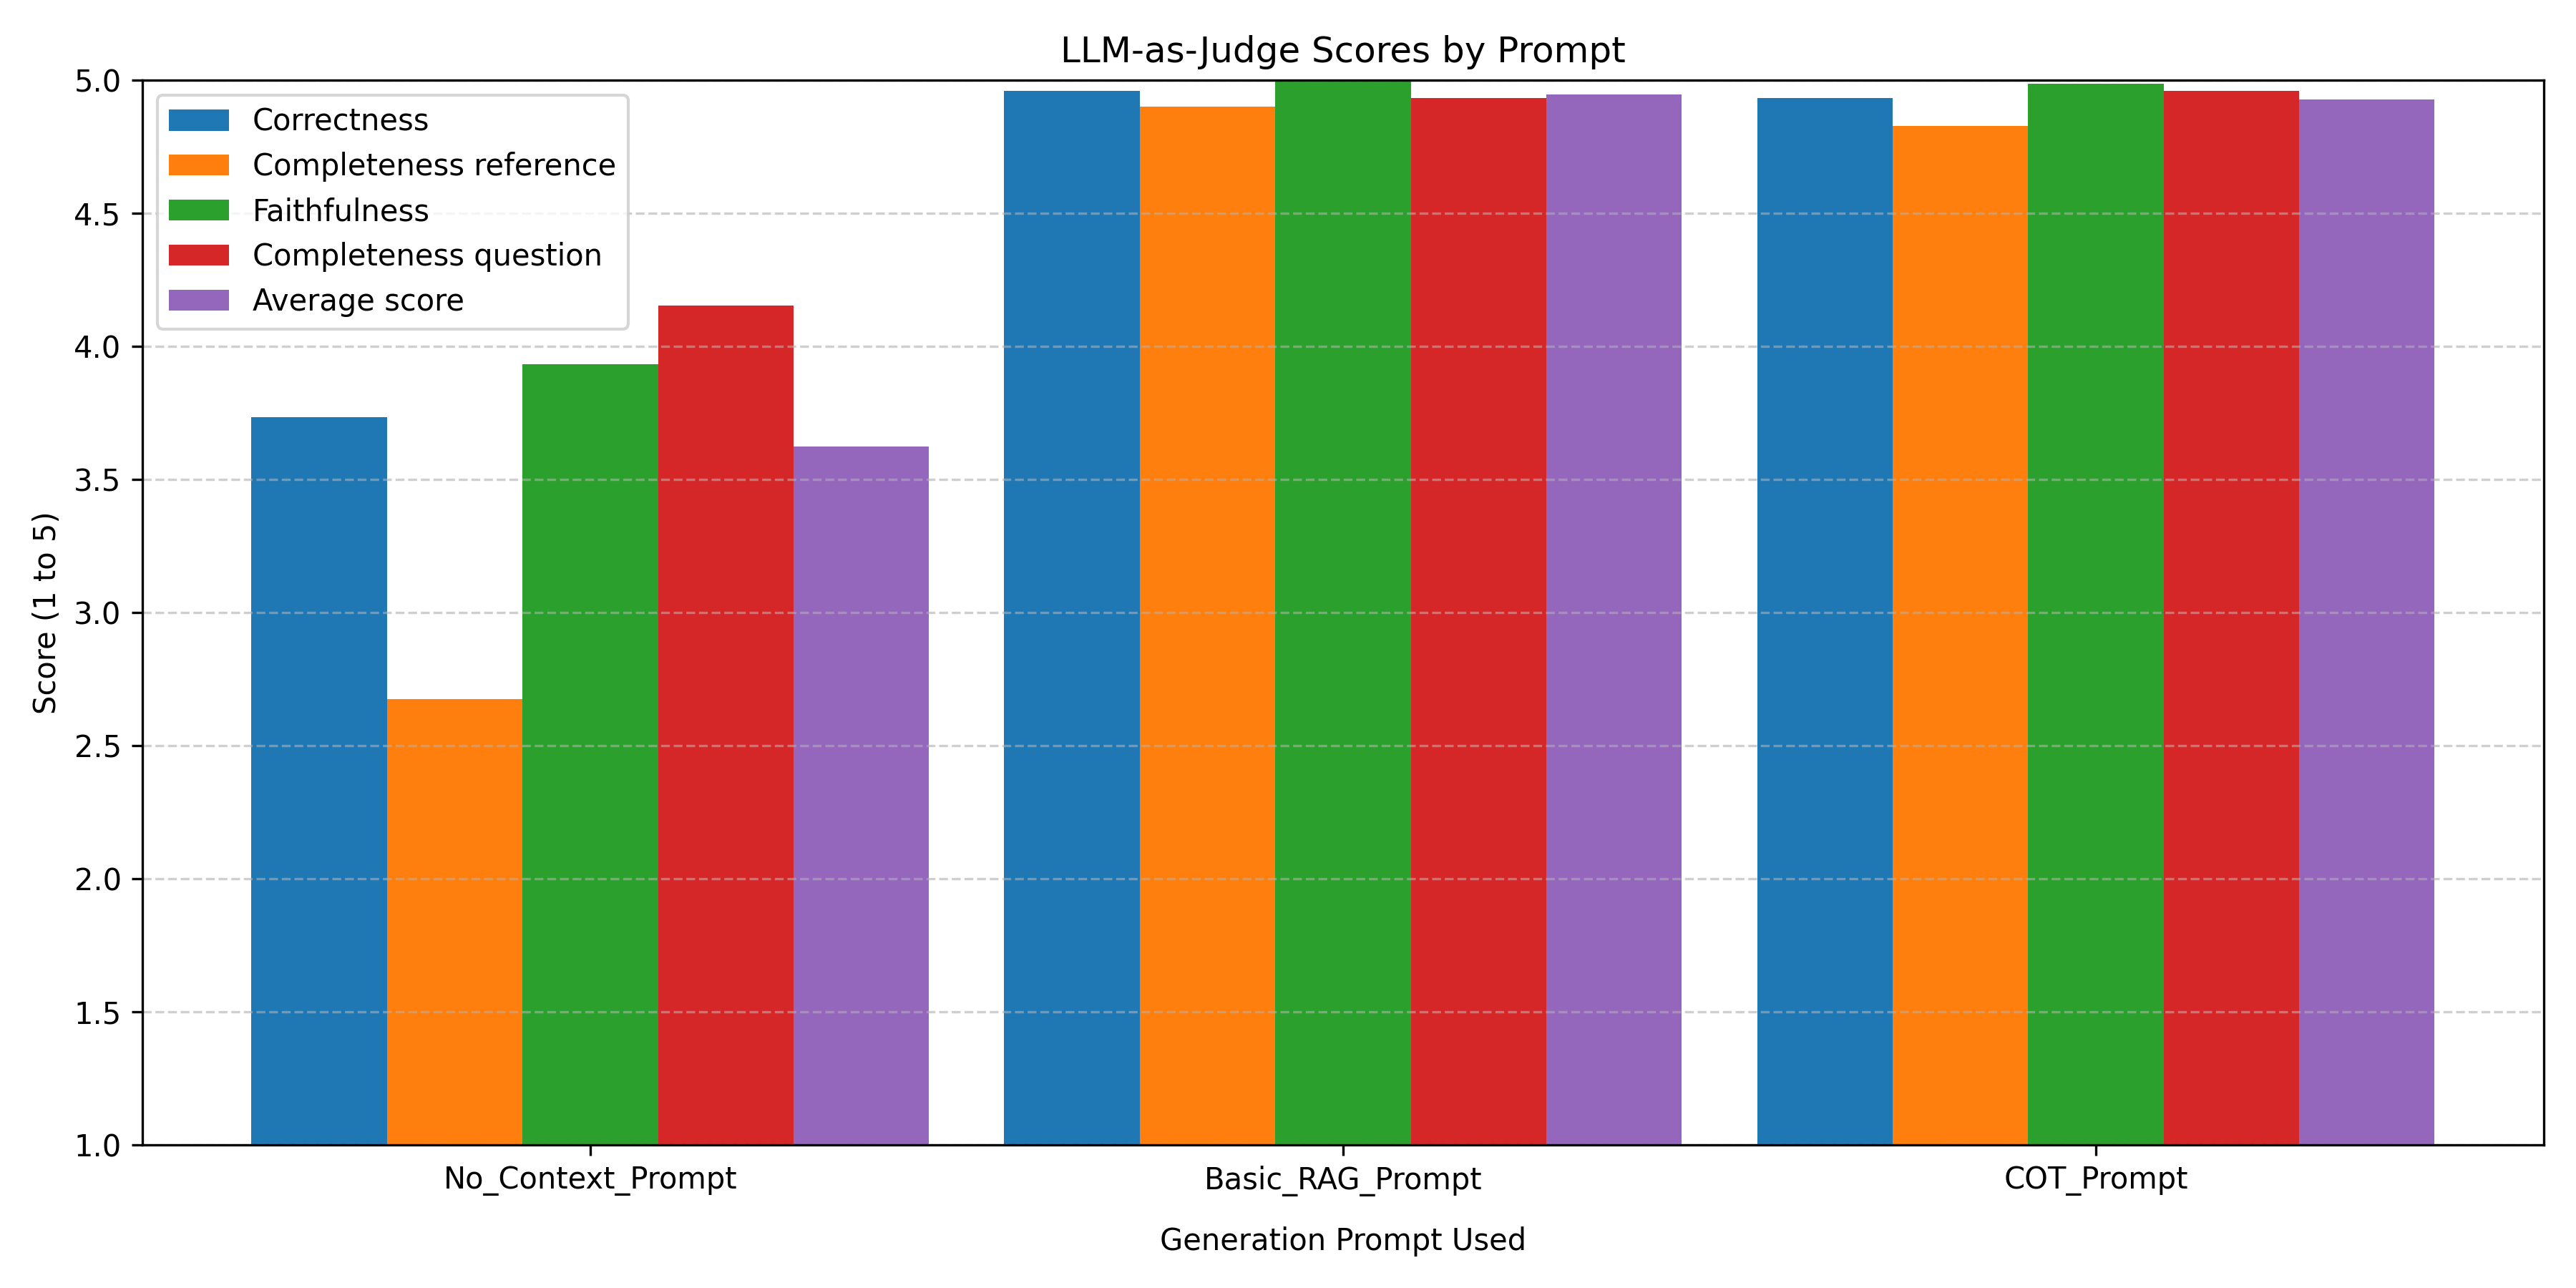 LLM-as-Judge Scores by Prompt
5.0
4.5
4.0
3.5
3.0
2.5
2.0
1.5
1.0
Score (1 to 5)
Correctness
Completeness reference
Faithfulness
Completeness question
Average score
No_Context_Prompt
Basic_RAG_Prompt
COT_Prompt
Generation Prompt Used